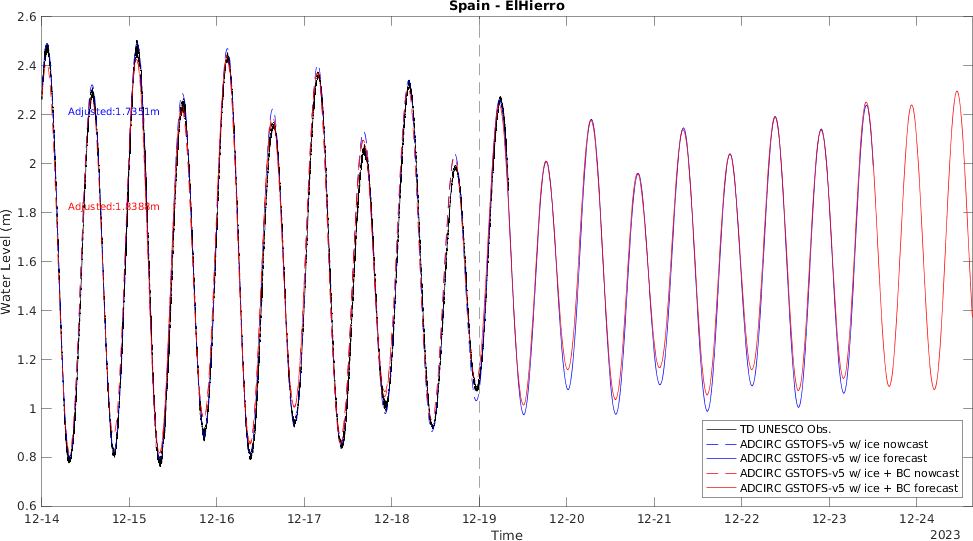 Spain - ElHierro
2.6
2.4
2.2
2
1.8
1.6
1.4
1.2
1
0.8
0.6
Water Level (m)
Adjusted:1.7351m
Adjusted:1.8388m
TD UNESCO Obs.
ADCIRC GSTOFS-v5 w/ ice nowcast
ADCIRC GSTOFS-v5 w/ ice forecast
ADCIRC GSTOFS-v5 w/ ice + BC nowcast
ADCIRC GSTOFS-v5 w/ ice + BC forecast
12-14 12-15 12-16 12-17 12-18 12-19 12-20 12-21 12-22 12-23 12-24
Time
2023